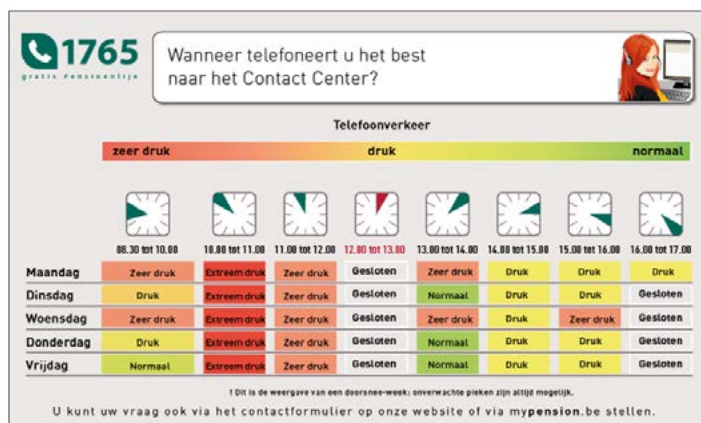 1765
gratis Pensioenlijn
Wanneer telefoneert u het best
naar het Contact Center?
Telefoonverkeer
zeer druk druk normaal
08.30 tot 10.00 10.00 tot 11.00 11.00 tot 12.00 12.00 tot 13.00 13.00 tot 14.00 14.00 tot 15.00 15.00 tot 16.00 16.00 tot 17.00
Maandag Zeer druk Extreem druk Zeer druk Gesloten Zeer druk Druk Druk Druk
Dinsdag Druk Extreem druk Zeer druk Gesloten Normaal Druk Druk Gesloten
Woensdag Zeer druk Extreem druk Zeer druk Gesloten Zeer druk Druk Zeer druk Gesloten
Donderdag Druk Extreem druk Zeer druk Gesloten Normaal Druk Druk Gesloten
Vrijdag Normaal Extreem druk Zeer druk Gesloten Normaal Druk Druk Gesloten
! Dit is de weergave van een doorsnee-week; onverwachte pieken zijn altijd mogelijk.
U kunt uw vraag ook via het contactformulier op onze website of via mypension.be stellen.